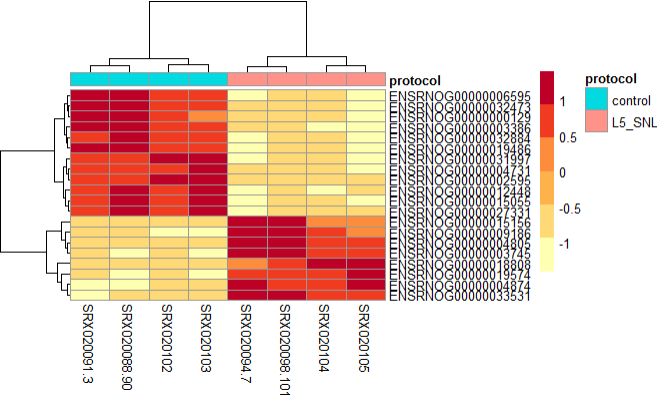 protocol
ENSRNOG00000006595
ENSRNOG00000032473
ENSRNOG00000000129
ENSRNOG00000003386
ENSRNOG00000032884
ENSRNOG00000019486
ENSRNOG00000031997
ENSRNOG00000004731
ENSRNOG00000002595
ENSRNOG00000012448
ENSRNOG00000015055
ENSRNOG00000027331
ENSRNOG00000015156
ENSRNOG00000009186
ENSRNOG00000004805
ENSRNOG00000003745
ENSRNOG00000018808
ENSRNOG00000019574
ENSRNOG00000004874
ENSRNOG00000033531
SRX020091.3
SRX020088.90
SRX020102
SRX020103
SRX020094.7
SRX020098.101
SRX020104
SRX020105
1
0.5
0
-0.5
-1
protocol
control
L5_SNL